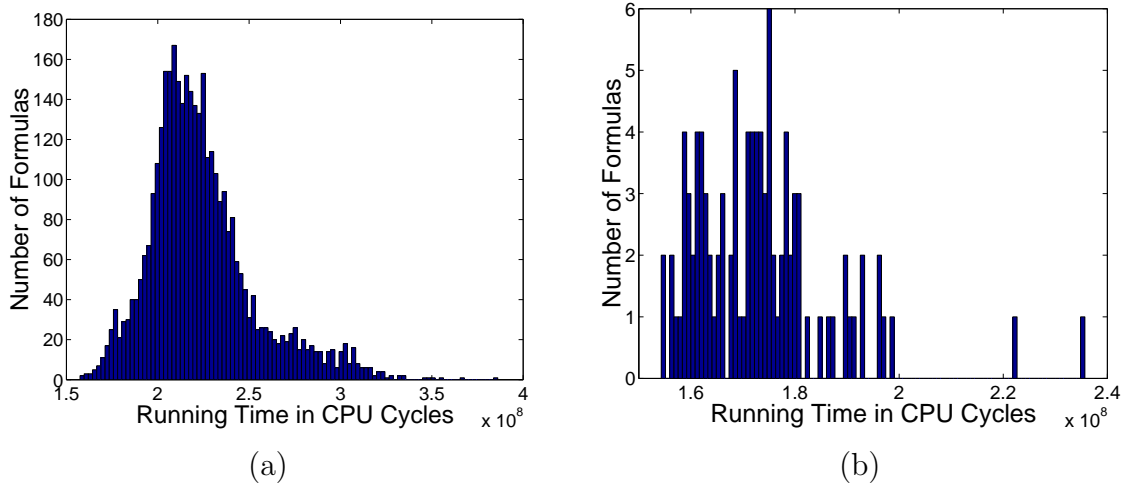 180
160
140
120
100
80
60
40
20
0
Number of Formulas
1.5 2 2.5 3 3.5 4
Running Time in CPU Cycles
x 10^8
(a)
6
5
4
3
2
1
0
Number of Formulas
1.6 1.8 2 2.2 2.4
Running Time in CPU Cycles
x 10^8
(b)